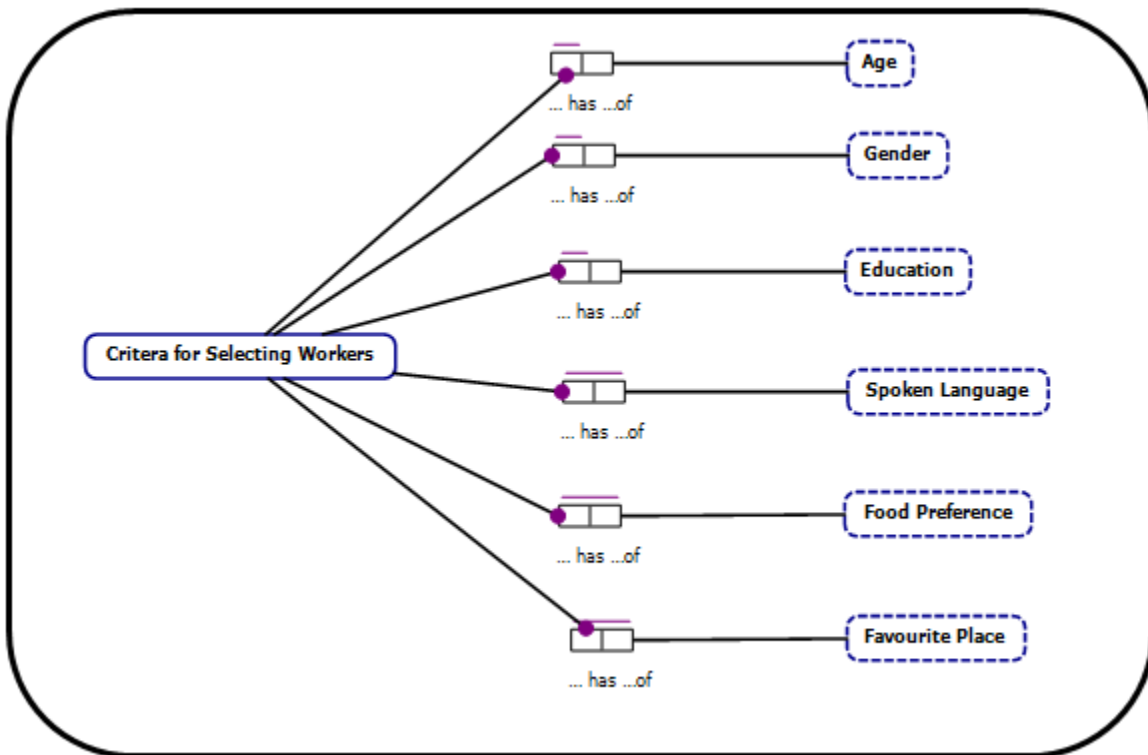 Age
... has ...of
Gender
... has ...of
Education
... has ...of
Critera for Selecting Workers
Spoken Language
... has ...of
Food Preference
... has ...of
Favourite Place
... has ...of